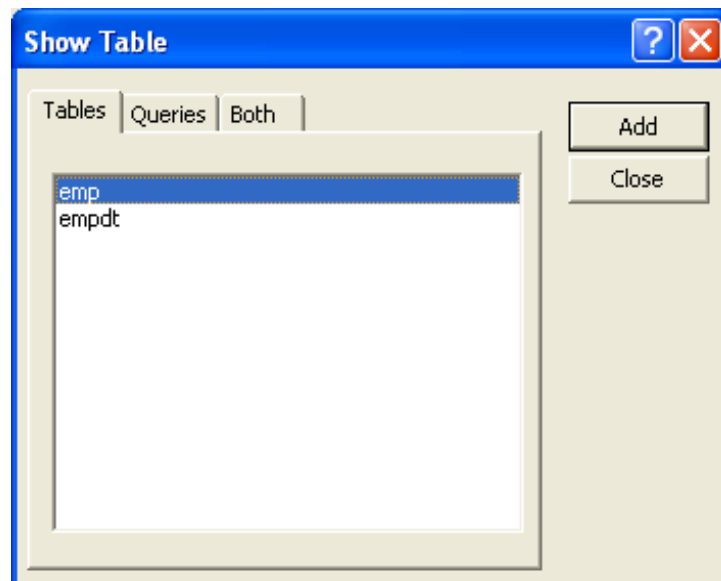 Show Table
Tables Queries Both
Add
Close
emp
empdt